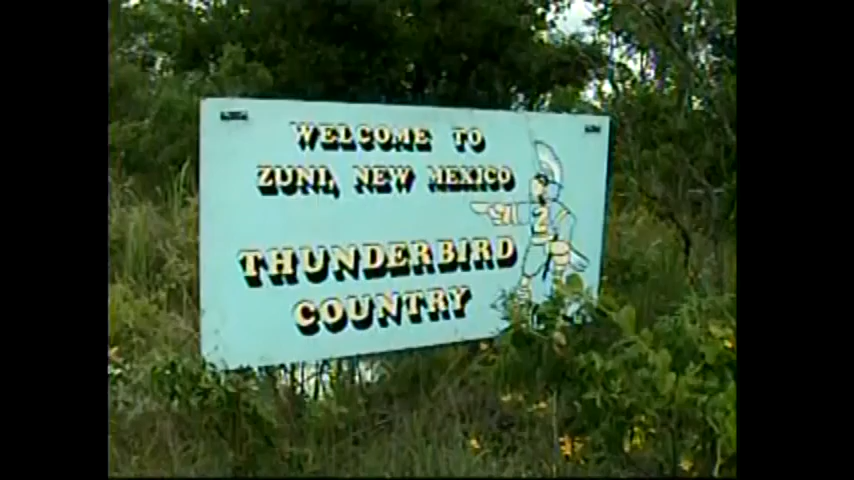 WELCOME TO
ZUNI, NEW MEXICO
THUNDERBIRD
COUNTRY